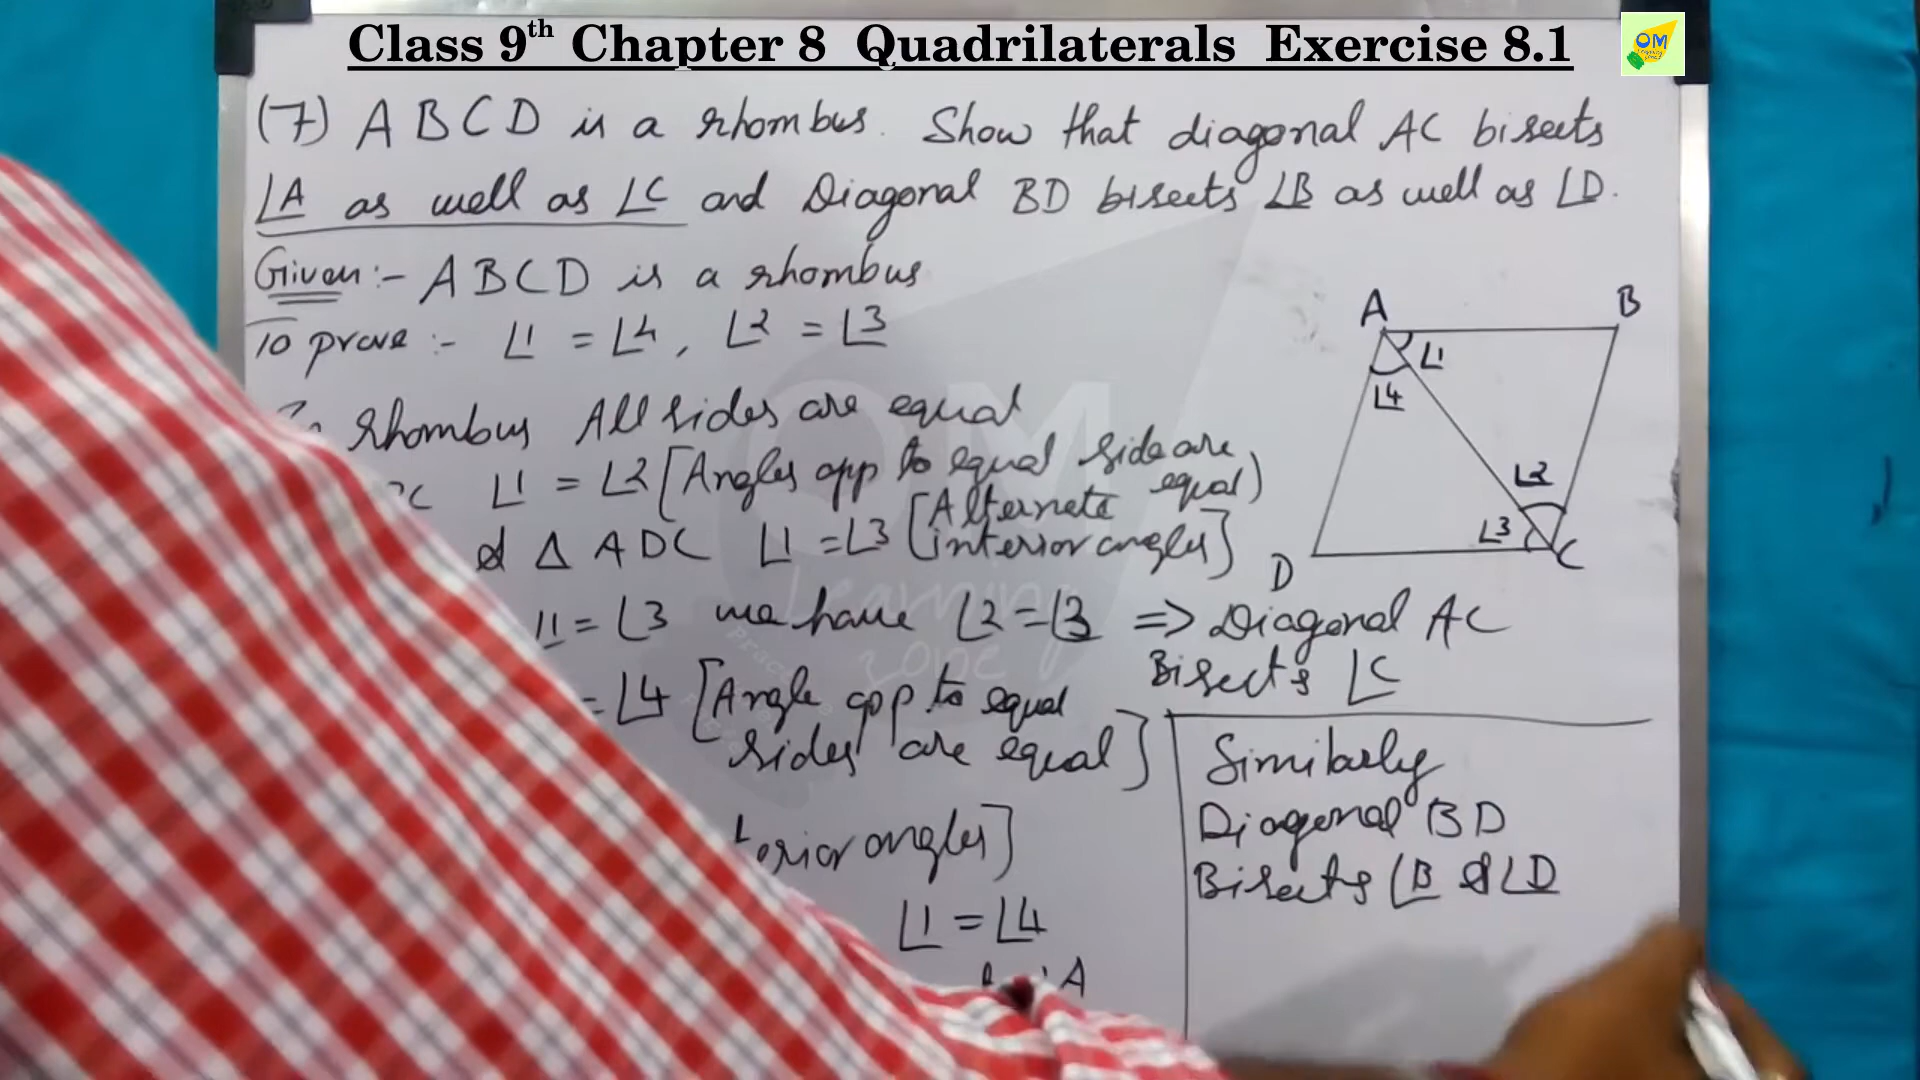 Class 9th Chapter 8 Quadrilaterals Exercise 8.1
OM
(7) ABCD is a rhombus. Show that diagonal AC bisects
∠A as well as ∠C and Diagonal BD bisects ∠B as well as ∠D.
Given:- ABCD is a rhombus
To prove:- ∠1 = ∠4, ∠2 = ∠3
rhombus All sides are equal
∠1 = ∠2 [Angles opp to equal side are
equal)
& Δ ADC ∠1 = ∠3 [Alternate
interior angles]
= ∠3 we have ∠2 = ∠3 => Diagonal AC
Bisects ∠C
= ∠4 [Angle opp to equal
sides are equal]
angles]
∠1 = ∠4
A
A
B
∠1
∠4
∠2
∠3
D
C
Similarly
Diagonal BD
Bisects ∠B & ∠D
OM
Learning
zone